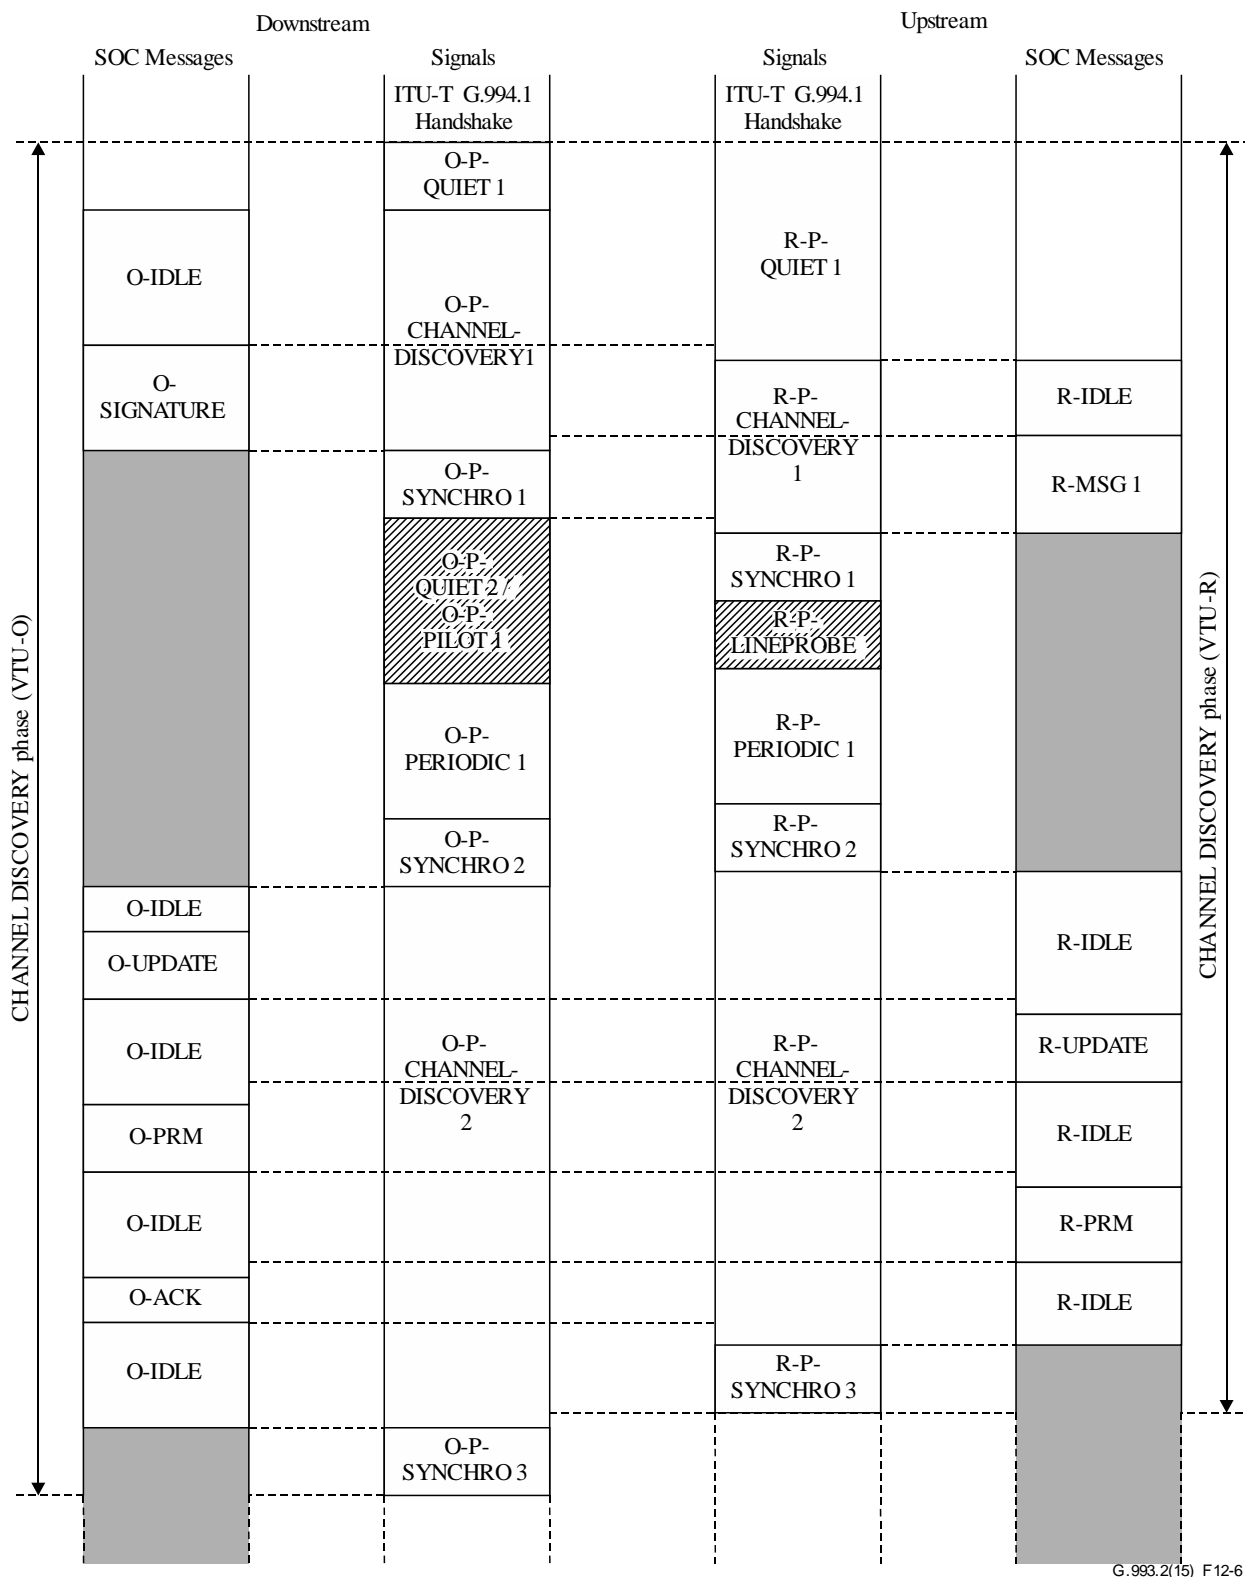 Downstream
Upstream
SOC Messages
Signals
Signals
SOC Messages
ITU-T G.994.1
Handshake
ITU-T G.994.1
Handshake
O-P-
QUIET 1
R-P-
QUIET 1
O-IDLE
O-P-
CHANNEL-
DISCOVERY1
O-
SIGNATURE
R-P-
CHANNEL-
DISCOVERY
1
R-IDLE
R-MSG 1
O-P-
SYNCHRO 1
O-P-
QUIET 2 /
O-P-
PILOT 1
R-P-
SYNCHRO 1
R-P-
LINEPROBE
O-P-
PERIODIC 1
R-P-
PERIODIC 1
O-P-
SYNCHRO 2
R-P-
SYNCHRO 2
CHANNEL DISCOVERY phase (VTU-O)
CHANNEL DISCOVERY phase (VTU-R)
O-IDLE
O-UPDATE
R-IDLE
O-IDLE
O-P-
CHANNEL-
DISCOVERY
2
R-P-
CHANNEL-
DISCOVERY
2
R-UPDATE
O-PRM
R-IDLE
O-IDLE
R-PRM
O-ACK
R-IDLE
O-IDLE
R-P-
SYNCHRO 3
O-P-
SYNCHRO 3
G.993.2(15)_F12-6